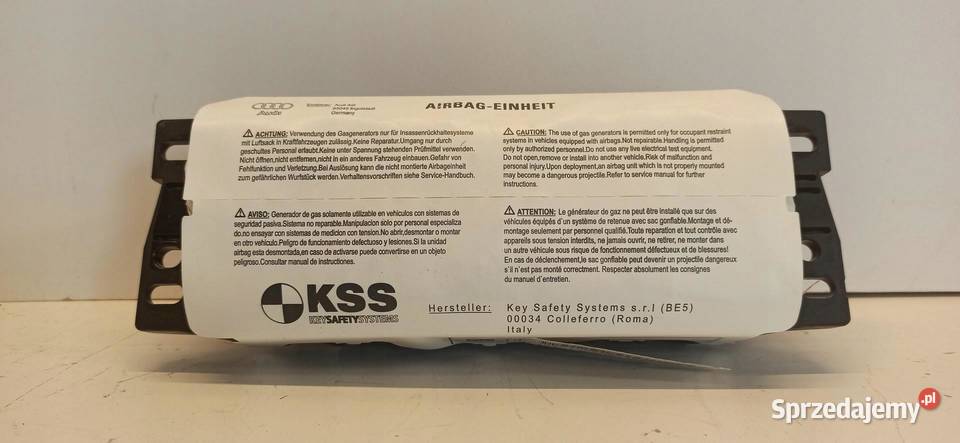 Audi AG
85045 Ingolstadt
Germany
AIRBAG-EINHEIT
ACHTUNG: Verwendung des Gasgenerators nur für Insassenrückhaltesysteme
mit Luftsack in Kraftfahrzeugen zulässig.Keine Reparatur.Umgang nur durch
geschultes Personal erlaubt.Keine unter Spannung stehenden Prüfmittel verwenden.
Nicht öffnen,nicht entfernen,nicht in ein anderes Fahrzeug einbauen.Gefahr von
Fehlfunktion und Verletzung.Bei Auslösung kann die nicht montierte Airbageinheit
zum gefährlichen Wurfstück werden.Verhaltensvorschriften siehe Service-Handbuch.
CAUTION: The use of gas generators is permitted only for occupant restraint
systems in vehicles equipped with airbags.Not repairable.Handling is permitted
only by authorized personnel.Do not use any live electrical test equipment.
Do not open,remove or install into another vehicle.Risk of malfunction and
personal injury.Upon deployment,an airbag unit which is not properly mounted
may become a dangerous projectile.Refer to service manual for further
instructions.
AVISO: Generador de gas solamente utilizable en vehículos con sistemas de
seguridad pasiva.Sistema no reparable.Manipulacion solo por personal especializa
do.no ensayar con sistemas de medicion con tension.No abrir,desmontar o montar
en otro vehículo.Peligro de funcionamiento defectuoso y lesiones.Si la unidad
airbag esta desmontada,en caso de activarse puede convertirse en un objeto
peligroso.Consultar manual de instructiones.
ATTENTION: Le générateur de gaz ne peut être installé que sur des
véhicules équipés d'un système de retenue avec sac gonflable.Montage et dé-
montage seulement par personnel qualifié.Toute reparation et tout contrôle avec
appareils sous tension interdits, ne jamais ouvrir, ne retirer, ne monter dans
un autre véhicule sous risque de fonctionnement défectueux et de blessures!
En cas de déclenchement,le sac gonflable peut devenir un projectile dangereux
s'il n'est pas monté correctement. Respecter absolument les consignes
du manuel d'entretien.
KSS
KEYSAFETYSYSTEMS
Hersteller: Key Safety Systems s.r.l (BE5)
00034 Colleferro (Roma)
Italy
Sprzedajemy.pl